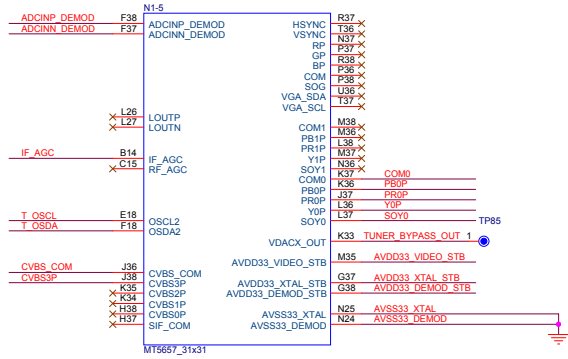 N1-5
ADCINP_DEMOD F38 ADCINP_DEMOD HSYNC R37
ADCINN_DEMOD F37 ADCINN_DEMOD VSYNC T36
RP N37
GP P37
BP R38
COM P36
SOG P38
VGA_SDA U36
VGA_SCL T37
L26 LOUTP
L27 LOUTN
COM1 M38
PB1P M36
PR1P L38
IF_AGC B14 IF_AGC Y1P M37
C15 RF_AGC SOY1 N36
COM0 K37 COM0
PB0P K36 PB0P
PR0P J37 PR0P
Y0P L36 Y0P
T_OSCL E18 OSCL2 SOY0 L37 SOY0
T_OSDA F18 OSDA2
TP85
VDACX_OUT K33 TUNER_BYPASS_OUT 1
AVDD33_VIDEO_STB M35 AVDD33_VIDEO_STB
CVBS_COM J36 CVBS_COM
CVBS3P J38 CVBS3P AVDD33_XTAL_STB G37 AVDD33_XTAL_STB
K35 CVBS2P AVDD33_DEMOD_STB G38 AVDD33_DEMOD_STB
K34 CVBS1P
H38 CVBS0P AVSS33_XTAL N25 AVSS33_XTAL
H37 SIF_COM AVSS33_DEMOD N24 AVSS33_DEMOD
MT5657_31x31